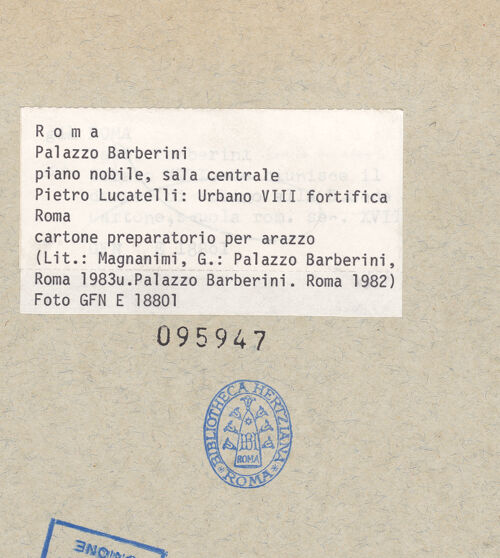 R o m a
Palazzo Barberini
piano nobile, sala centrale
Pietro Lucatelli: Urbano VIII fortifica
Roma
cartone preparatorio per arazzo
(Lit.: Magnanimi, G.: Palazzo Barberini,
Roma 1983u.Palazzo Barberini. Roma 1982)
Foto GFN E 18801
095947
BIBLIOTHECA HERTZIANA
ROMA
ROMA